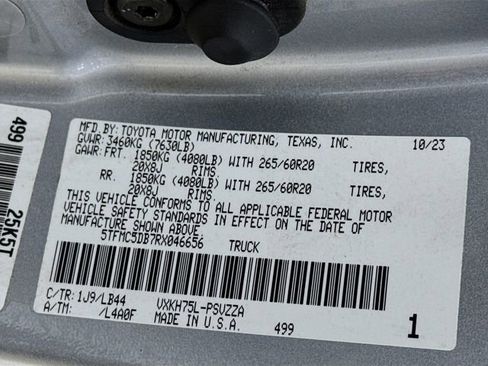 MFD.BY:TOYOTA MOTOR MANUFACTURING, TEXAS, INC. 10/23
GVWR: 3460KG (7630LB)
GAWR: FRT. 1850KG (4080LB) WITH 265/60R20 TIRES,
20X8J RIMS.
RR. 1850KG (4080LB) WITH 265/60R20 TIRES,
20X8J RIMS.
THIS VEHICLE CONFORMS TO ALL APPLICABLE FEDERAL MOTOR
VEHICLE SAFETY STANDARDS IN EFFECT ON THE DATE OF
MANUFACTURE SHOWN ABOVE.
5TFMC5DB7RX046656 TRUCK
C/TR: 1J9/LB44 VXKH75L-PSVZZA
A/TM: /L4A0F MADE IN U.S.A. 499 1
499
25K5T